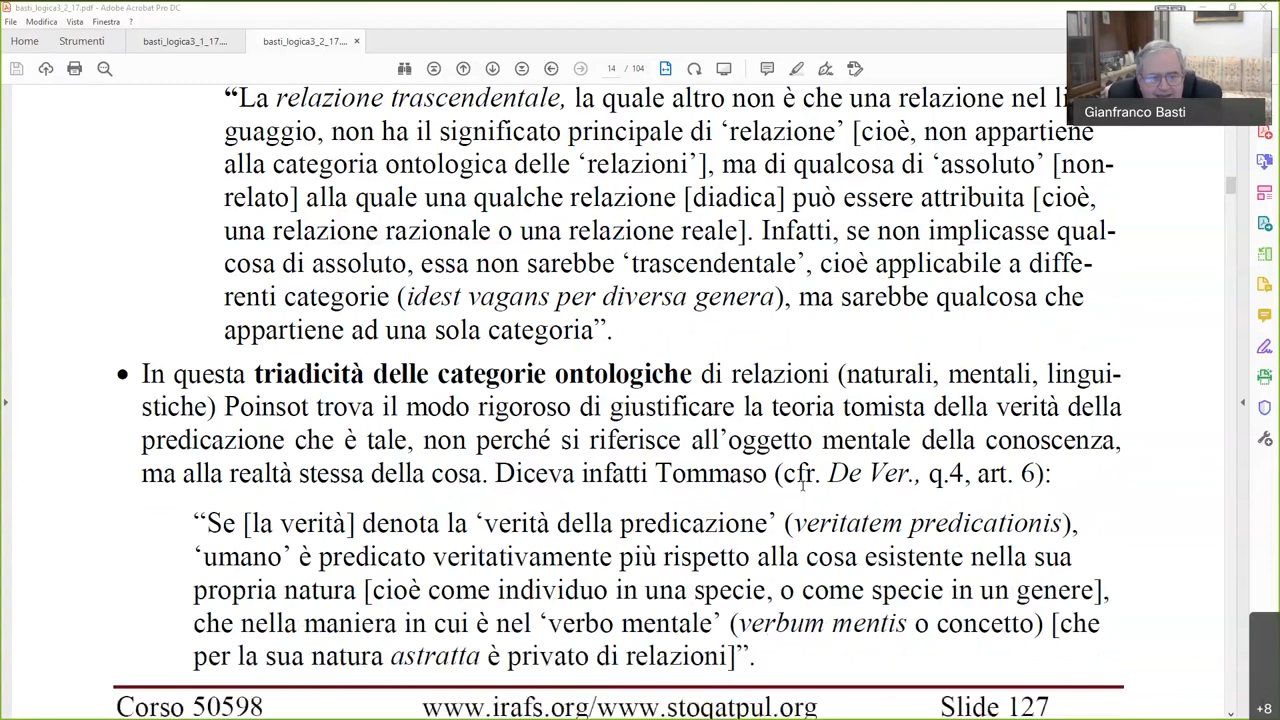 basti_logica3_2_17.pdf - Adobe Acrobat Pro DC
File Modifica Vista Finestra ?
Home Strumenti basti_logica3_1_17.... basti_logica3_2_17.... ×
14 / 104
Gianfranco Basti
“La relazione trascendentale, la quale altro non è che una relazione nel li
guaggio, non ha il significato principale di ‘relazione’ [cioè, non appartiene
alla categoria ontologica delle ‘relazioni’], ma di qualcosa di ‘assoluto’ [non-
relato] alla quale una qualche relazione [diadica] può essere attribuita [cioè,
una relazione razionale o una relazione reale]. Infatti, se non implicasse qual-
cosa di assoluto, essa non sarebbe ‘trascendentale’, cioè applicabile a diffe-
renti categorie (idest vagans per diversa genera), ma sarebbe qualcosa che
appartiene ad una sola categoria”.
• In questa triadicità delle categorie ontologiche di relazioni (naturali, mentali, lingui-
stiche) Poinsot trova il modo rigoroso di giustificare la teoria tomista della verità della
predicazione che è tale, non perché si riferisce all’oggetto mentale della conoscenza,
ma alla realtà stessa della cosa. Diceva infatti Tommaso (cfr. De Ver., q.4, art. 6):
“Se [la verità] denota la ‘verità della predicazione’ (veritatem predicationis),
‘umano’ è predicato veritativamente più rispetto alla cosa esistente nella sua
propria natura [cioè come individuo in una specie, o come specie in un genere],
che nella maniera in cui è nel ‘verbo mentale’ (verbum mentis o concetto) [che
per la sua natura astratta è privato di relazioni]”.
Corso 50598 www.irafs.org/www.stoqatpul.org Slide 127
+8